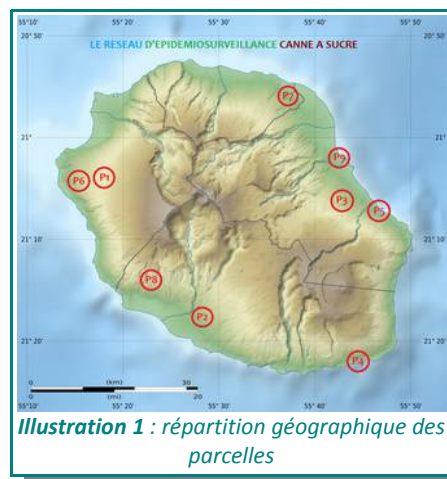 55° 10'
55° 20'
55° 30'
55° 40'
55° 50'
20° 50'
20° 50'
LE RESEAU D'EPIDEMIOSURVEILLANCE CANNE A SUCRE
P7
21°
21°
P9
P6
P1
P3
P5
21° 10'
21° 10'
P8
P2
21° 20'
21° 20'
P4
0
(km)
30
0
(mi)
20
55° 10'
55° 20'
55° 30'
55° 40'
55° 50'
Illustration 1 : répartition géographique des
parcelles